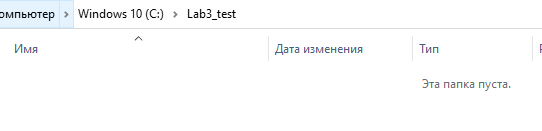 омпьютер > Windows 10 (C:) > Lab3_test
Имя Дата изменения Тип
Эта папка пуста.